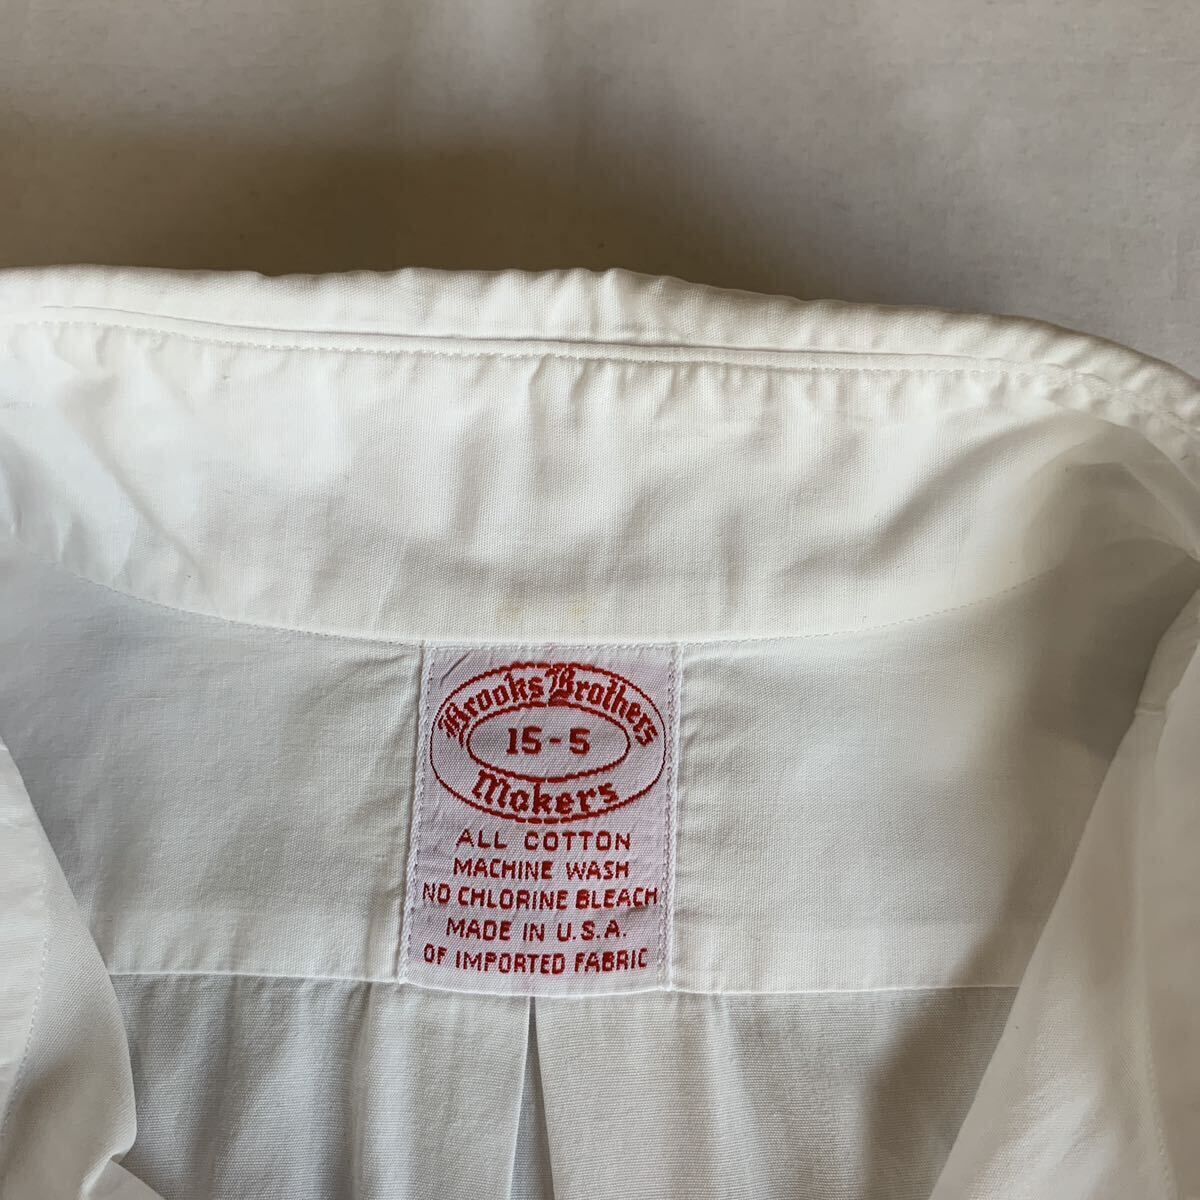 Brooks Brothers
15-5
Makers
ALL COTTON
MACHINE WASH
NO CHLORINE BLEACH
MADE IN U.S.A.
OF IMPORTED FABRIC